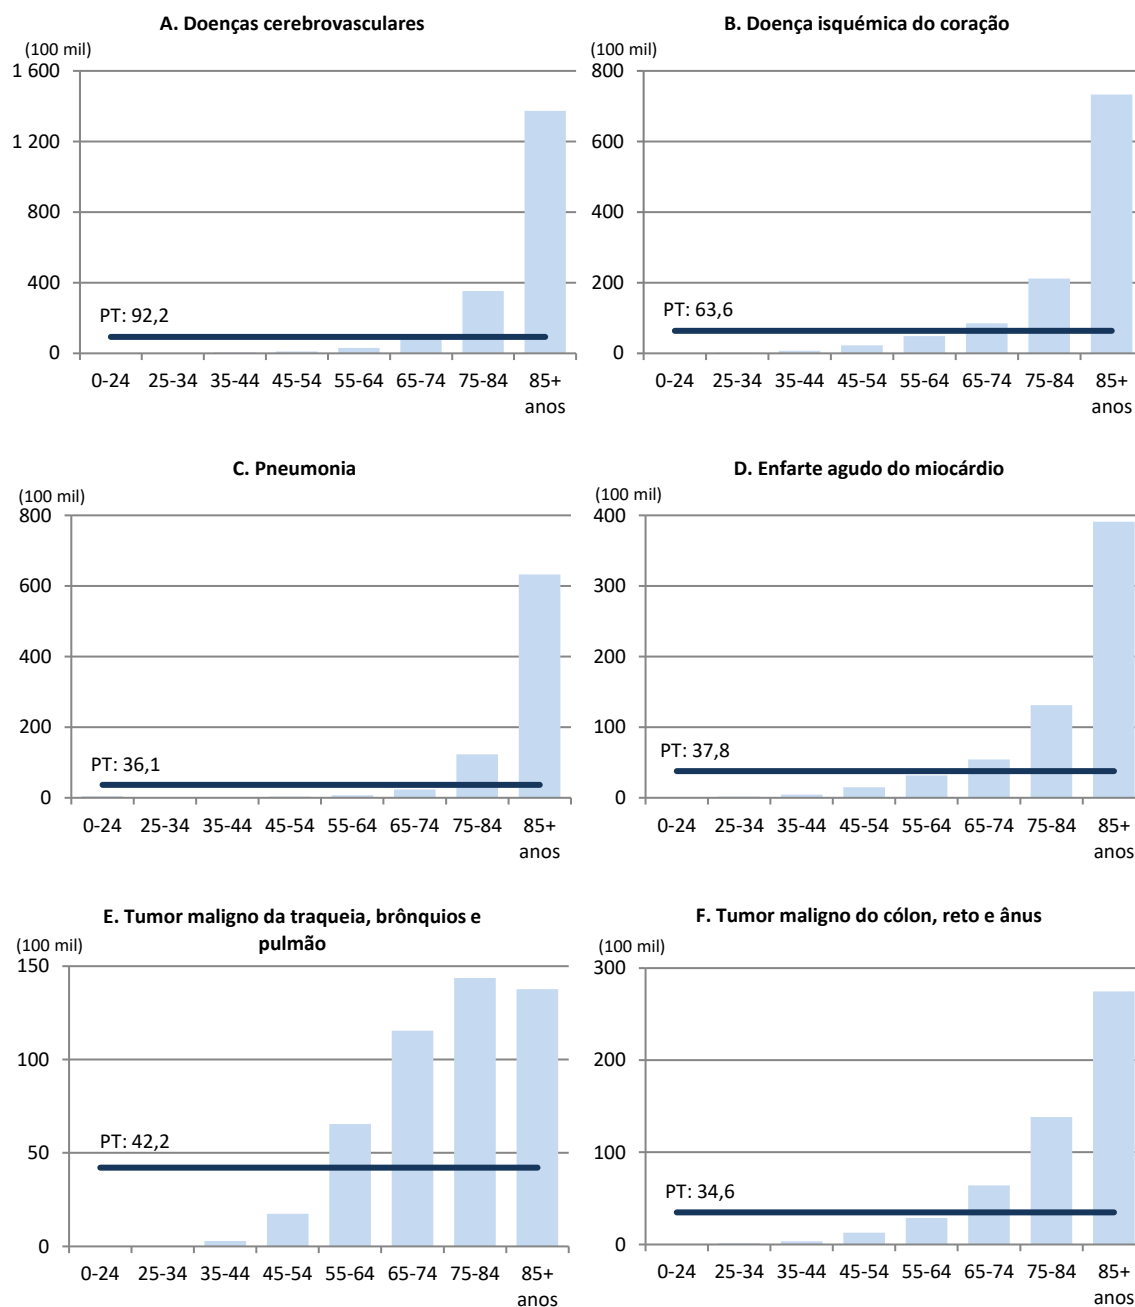 A. Doenças cerebrovasculares
(100 mil)
1 600
1 200
800
400
0
PT: 92,2
0-24 25-34 35-44 45-54 55-64 65-74 75-84 85+
anos
B. Doença isquémica do coração
(100 mil)
800
600
400
200
0
PT: 63,6
0-24 25-34 35-44 45-54 55-64 65-74 75-84 85+
anos
C. Pneumonia
(100 mil)
800
600
400
200
0
PT: 36,1
0-24 25-34 35-44 45-54 55-64 65-74 75-84 85+
anos
D. Enfarte agudo do miocárdio
(100 mil)
400
300
200
100
0
PT: 37,8
0-24 25-34 35-44 45-54 55-64 65-74 75-84 85+
anos
E. Tumor maligno da traqueia, brônquios e
pulmão
(100 mil)
150
100
50
0
PT: 42,2
0-24 25-34 35-44 45-54 55-64 65-74 75-84 85+
anos
F. Tumor maligno do cólon, reto e ânus
(100 mil)
300
200
100
0
PT: 34,6
0-24 25-34 35-44 45-54 55-64 65-74 75-84 85+
anos